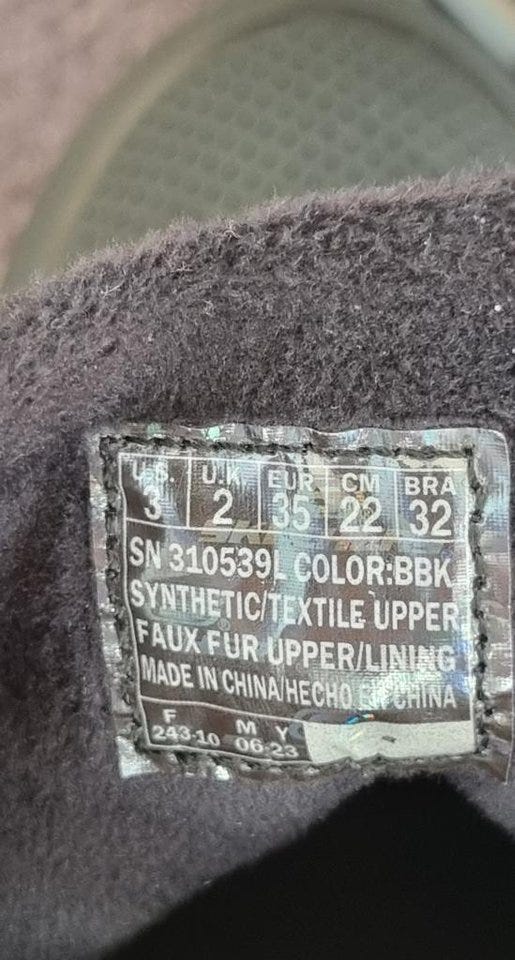 U.S. U.K EUR CM BRA
3 2 35 22 32
SN 310539L COLOR:BBK
SYNTHETIC/TEXTILE UPPER
FAUX FUR UPPER/LINING
MADE IN CHINA/HECHO EN CHINA
F M Y
243-10 06-23